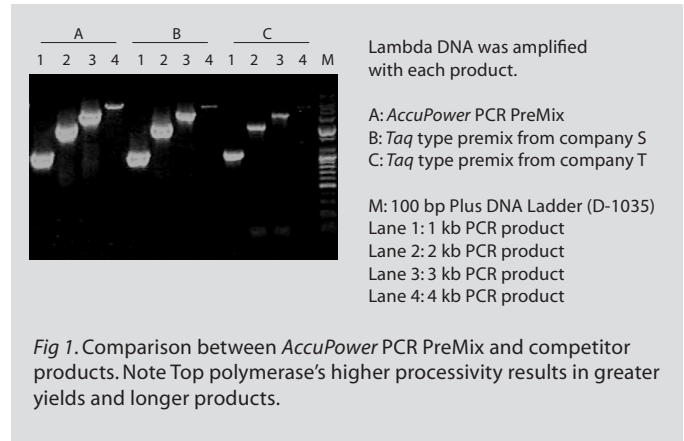 A B C
1 2 3 4 1 2 3 4 1 2 3 4 M
Lambda DNA was amplified
with each product.
A: AccuPower PCR PreMix
B: Taq type premix from company S
C: Taq type premix from company T
M: 100 bp Plus DNA Ladder (D-1035)
Lane 1: 1 kb PCR product
Lane 2: 2 kb PCR product
Lane 3: 3 kb PCR product
Lane 4: 4 kb PCR product
Fig 1. Comparison between AccuPower PCR PreMix and competitor
products. Note Top polymerase's higher processivity results in greater
yields and longer products.